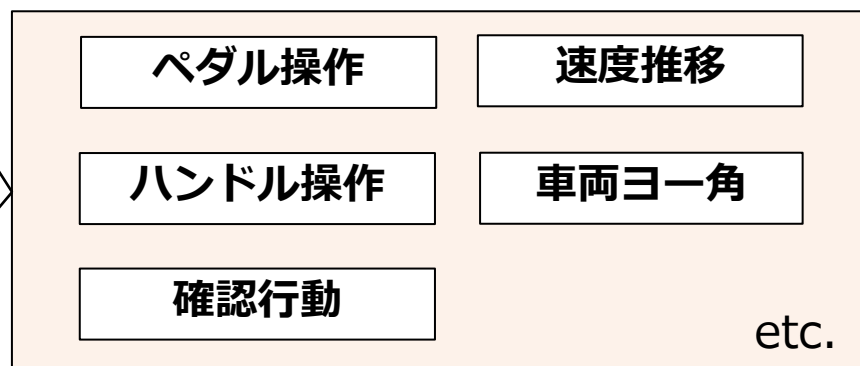 ペダル操作
速度推移
ハンドル操作
車両ヨー角
確認行動
etc.